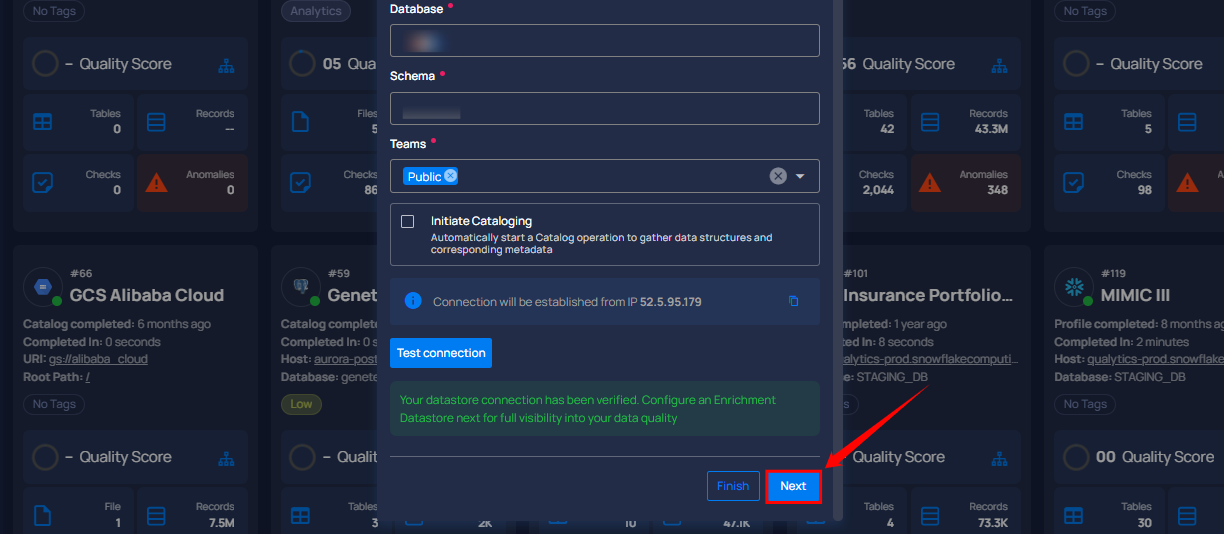 No Tags
– Quality Score
Tables
0
Records
--
Checks
0
Anomalies
0
Analytics
05 Quality
Files
5
Checks
86
Database *
Schema *
Teams *
Public
Initiate Cataloging
Automatically start a Catalog operation to gather data structures and
corresponding metadata
Connection will be established from IP 52.5.95.179
Test connection
Your datastore connection has been verified. Configure an Enrichment
Datastore next for full visibility into your data quality
Finish
Next
56 Quality Score
Tables
42
Records
43.3M
Checks
2,044
Anomalies
348
No Tags
– Quality Score
Tables
5
Checks
98
#66
GCS Alibaba Cloud
Catalog completed: 6 months ago
Completed In: 0 seconds
URI: gs://alibaba_cloud
Root Path: /
No Tags
– Quality Score
File
1
Records
7.5M
#59
Genet
Catalog complete
Completed In: 0 s
Host: aurora-post
Database: genete
Low
– Qualit
Tables
3
2K
10
47.1K
#101
Insurance Portfolio...
mpleted: 1 year ago
d In: 8 seconds
alytics-prod.snowflakecomputi...
: STAGING_DB
s
Quality Score
Tables
4
Records
73.3K
#119
MIMIC III
Profile completed: 8 months ag
Completed In: 2 minutes
Host: qualytics-prod.snowflake
Database: STAGING_DB
No Tags
00 Quality Score
Tables
30